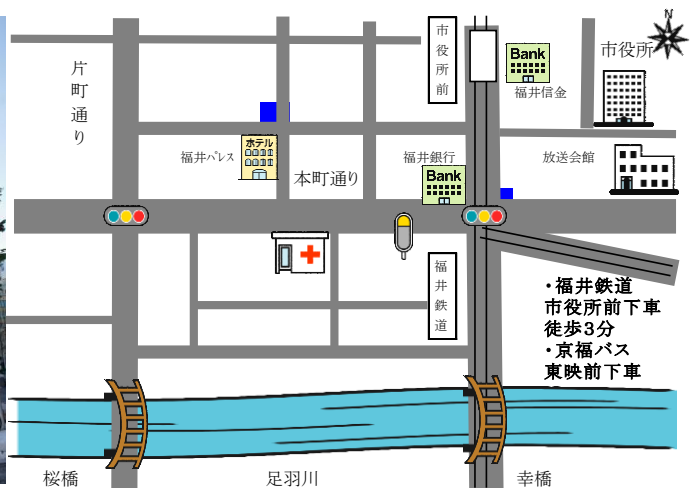 N
市役所前
Bank
市役所
片町通り
福井信金
ホテル
福井パレス
福井銀行
放送会館
Bank
本町通り
福井鉄道
・福井鉄道
市役所前下車
徒歩3分
・京福バス
東映前下車
桜橋
足羽川
幸橋